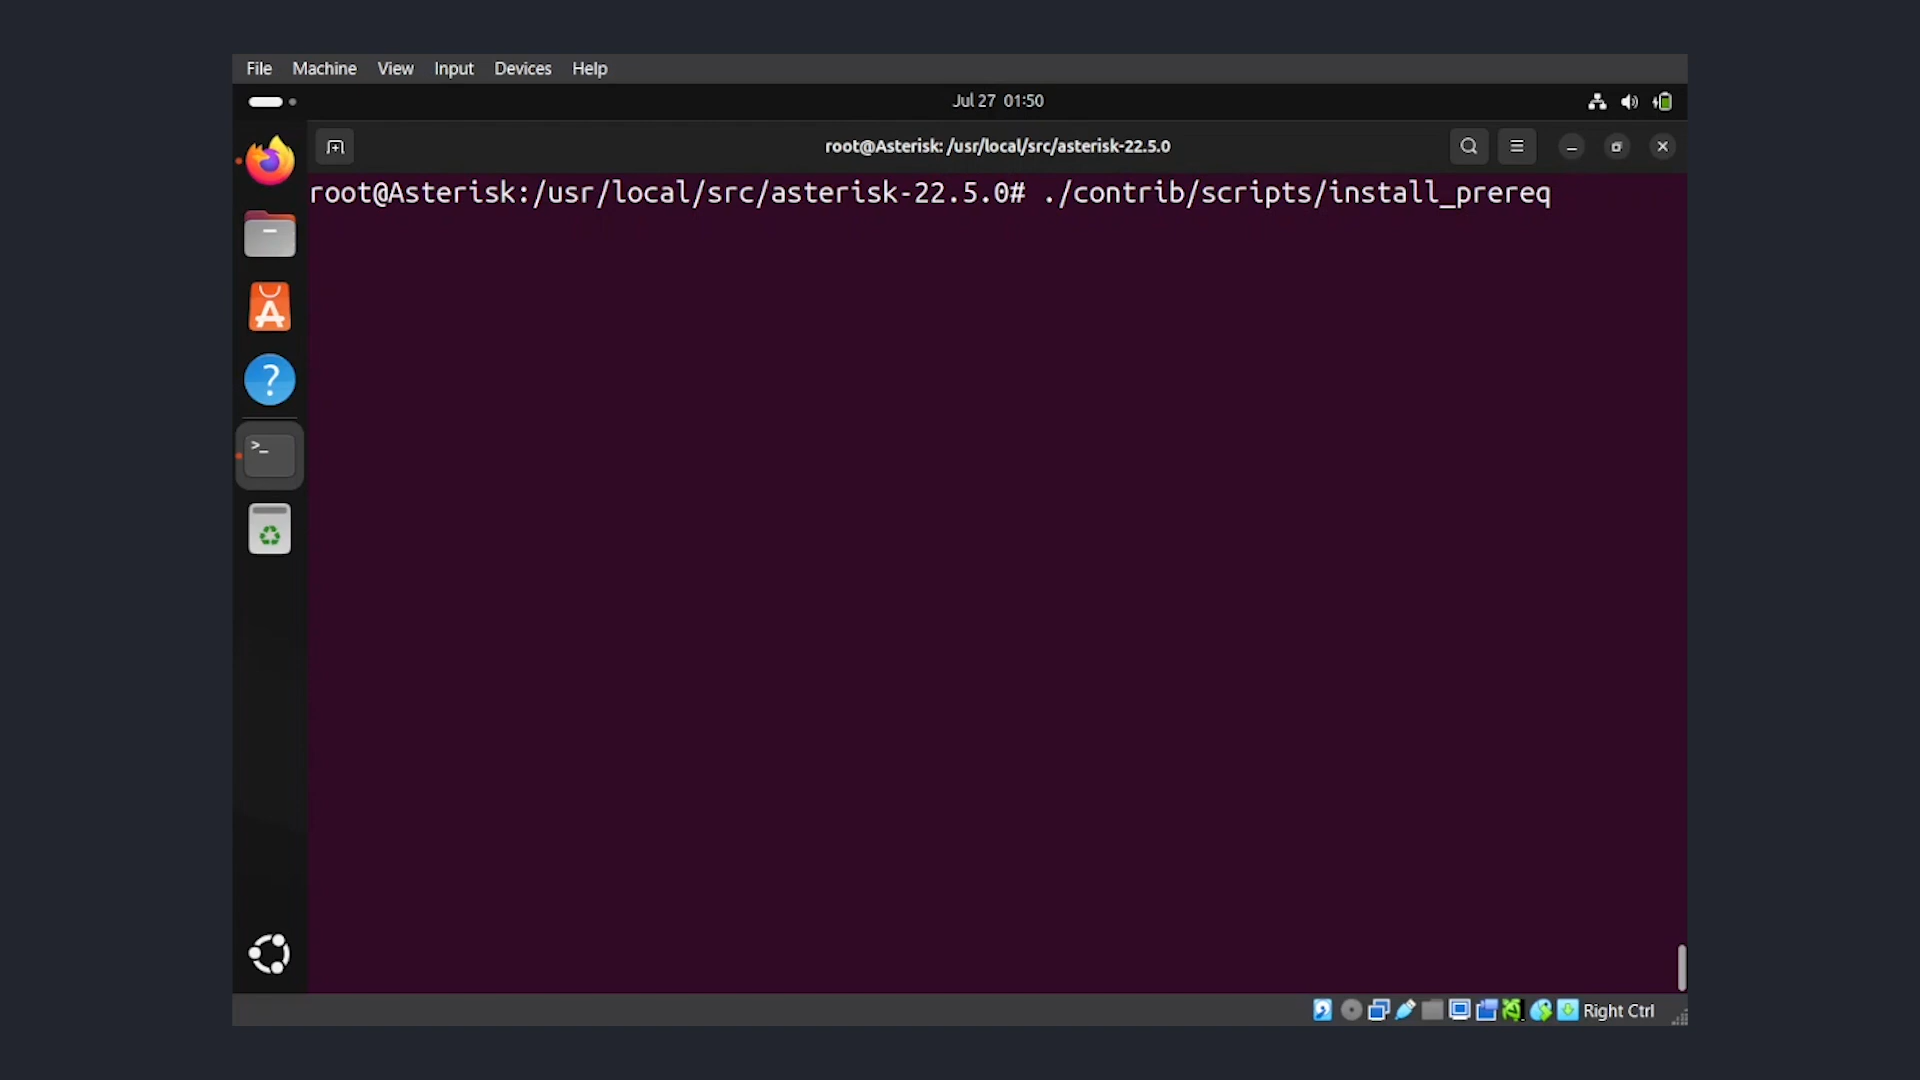 File Machine View Input Devices Help
Jul 27 01:50
root@Asterisk: /usr/local/src/asterisk-22.5.0
root@Asterisk:/usr/local/src/asterisk-22.5.0# ./contrib/scripts/install_prereq
Right Ctrl